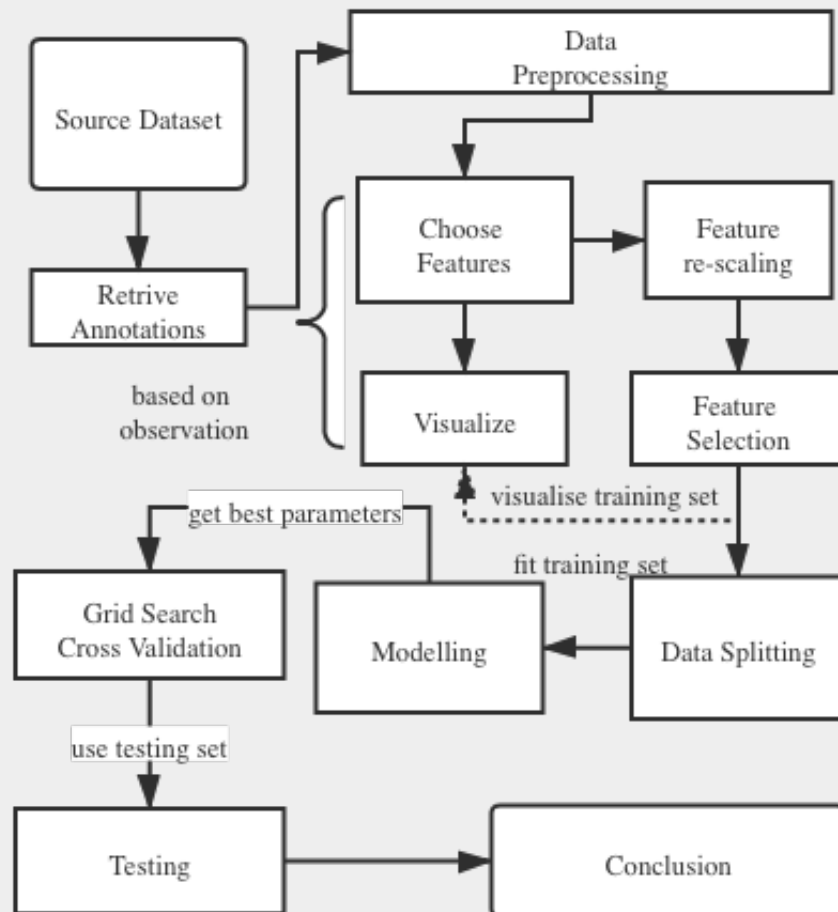 Data
Preprocessing
Source Dataset
Choose
Features
Feature
re-scaling
Retrive
Annotations
based on
observation
Visualize
Feature
Selection
visualise training set
get best parameters
fit training set
Grid Search
Cross Validation
Modelling
Data Splitting
use testing set
Testing
Conclusion